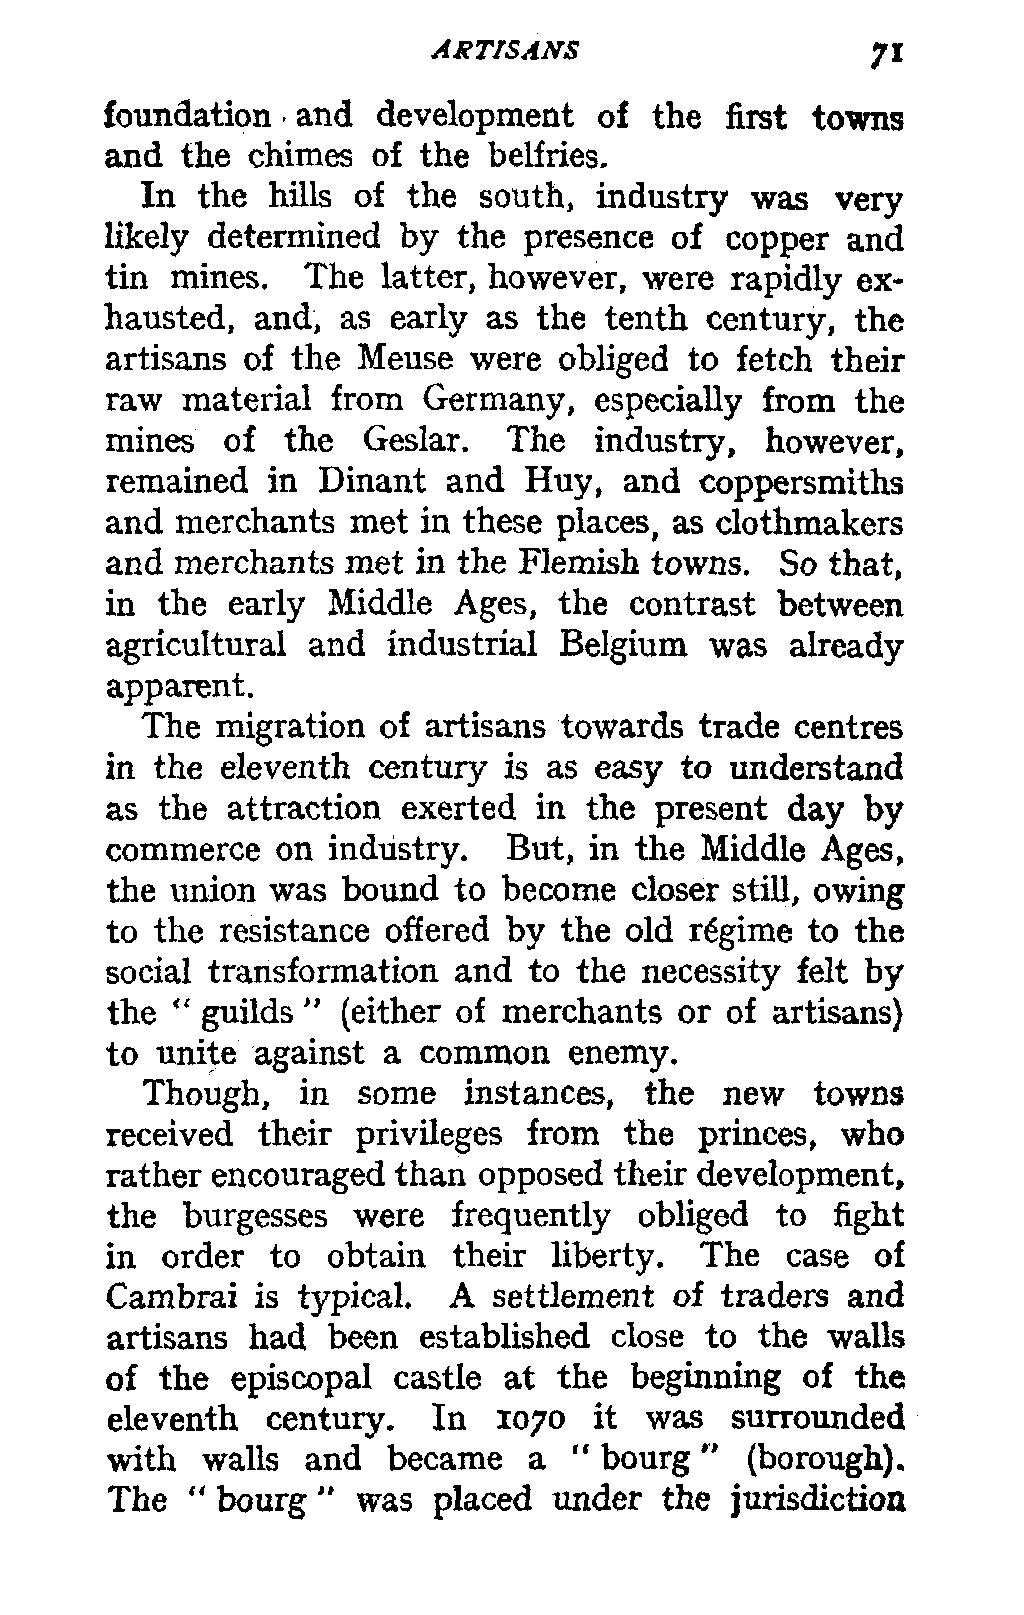 ARTISANS 71
foundation and development of the first towns
and the chimes of the belfries.
In the hills of the south, industry was very
likely determined by the presence of copper and
tin mines. The latter, however, were rapidly ex-
hausted, and, as early as the tenth century, the
artisans of the Meuse were obliged to fetch their
raw material from Germany, especially from the
mines of the Geslar. The industry, however,
remained in Dinant and Huy, and coppersmiths
and merchants met in these places, as clothmakers
and merchants met in the Flemish towns. So that,
in the early Middle Ages, the contrast between
agricultural and industrial Belgium was already
apparent.
The migration of artisans towards trade centres
in the eleventh century is as easy to understand
as the attraction exerted in the present day by
commerce on industry. But, in the Middle Ages,
the union was bound to become closer still, owing
to the resistance offered by the old régime to the
social transformation and to the necessity felt by
the " guilds " (either of merchants or of artisans)
to unite against a common enemy.
Though, in some instances, the new towns
received their privileges from the princes, who
rather encouraged than opposed their development,
the burgesses were frequently obliged to fight
in order to obtain their liberty. The case of
Cambrai is typical. A settlement of traders and
artisans had been established close to the walls
of the episcopal castle at the beginning of the
eleventh century. In 1070 it was surrounded
with walls and became a " bourg " (borough).
The " bourg " was placed under the jurisdiction